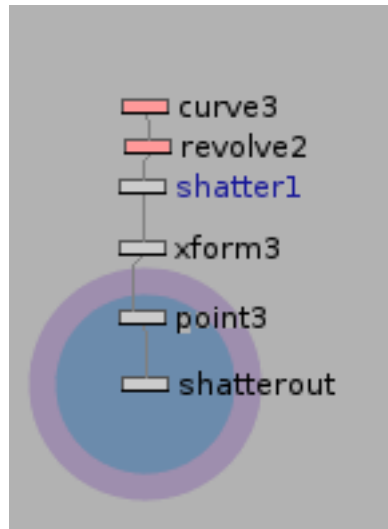 curve3
revolve2
shatter1
xform3
point3
shatterout